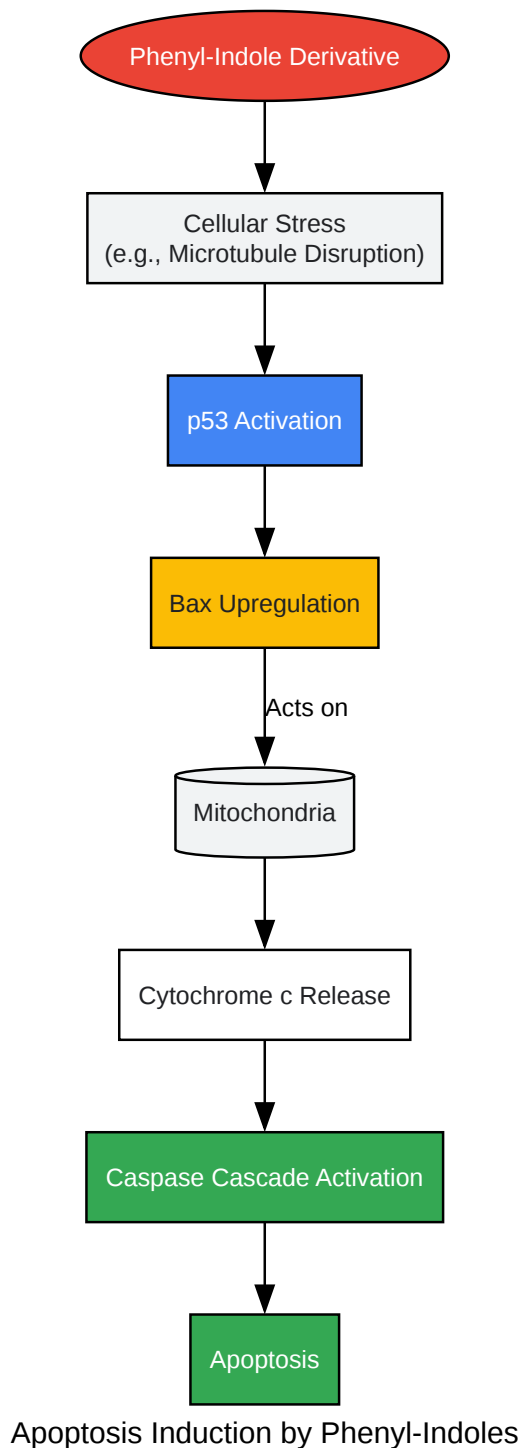 Phenyl-Indole Derivative
Cellular Stress
(e.g., Microtubule Disruption)
p53 Activation
Bax Upregulation
Acts on
Mitochondria
Cytochrome c Release
Caspase Cascade Activation
Apoptosis
Apoptosis Induction by Phenyl-Indoles